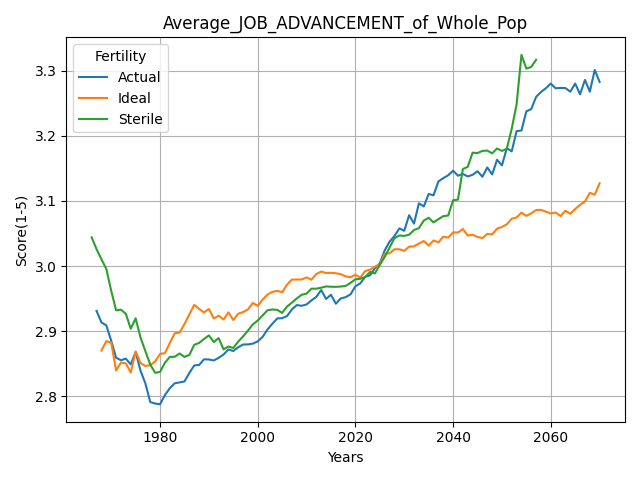 Average_JOB_ADVANCEMENT_of_Whole_Pop
Fertility
Actual
Ideal
Sterile
Score(1-5)
3.3
3.2
3.1
3.0
2.9
2.8
1980 2000 2020 2040 2060
Years